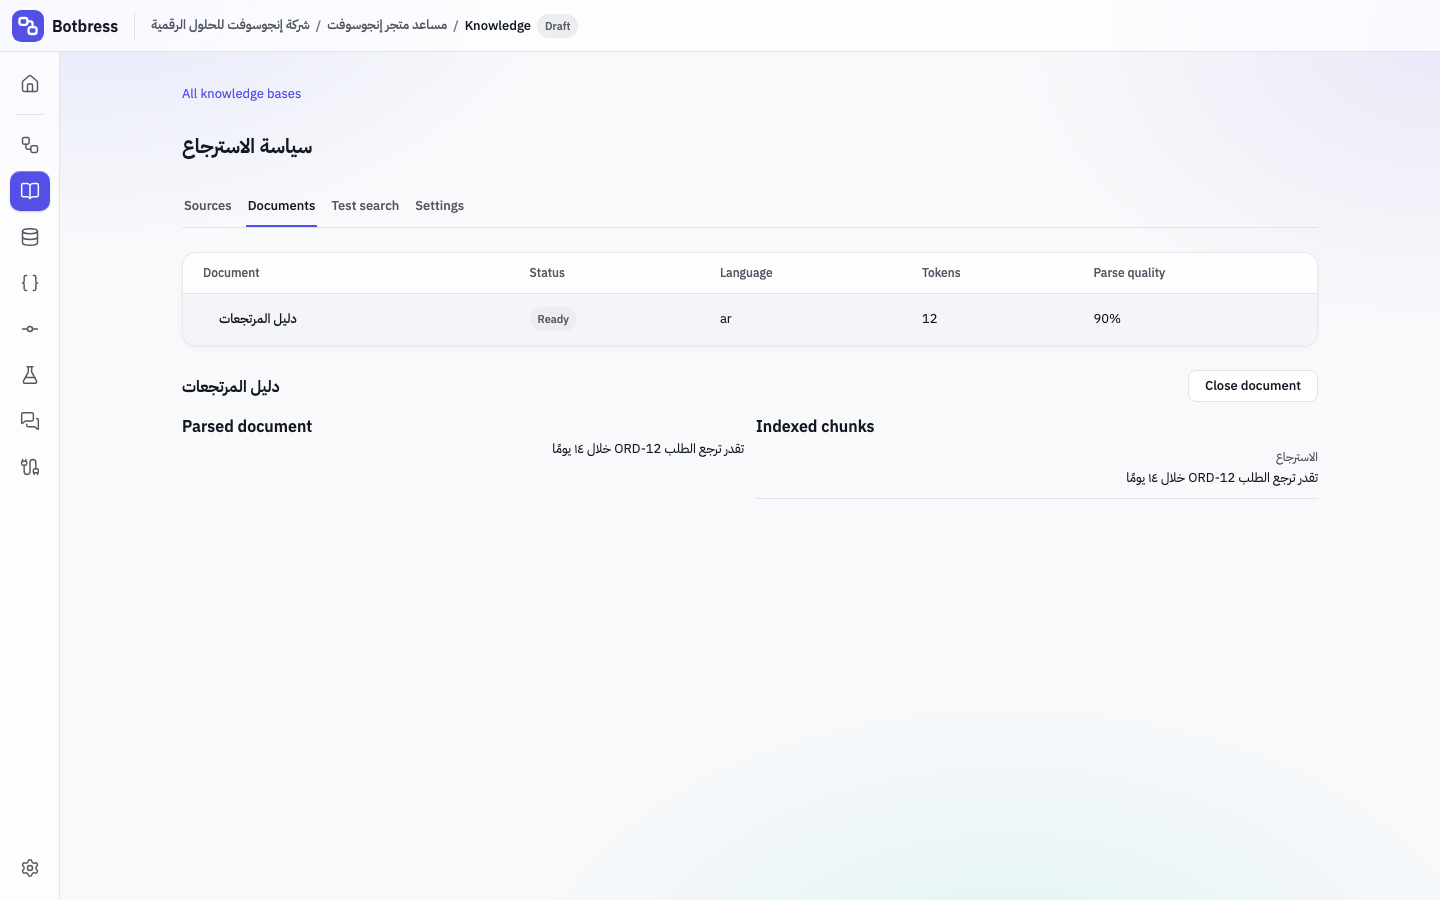 Botbress
شركة إنجوسوفت للحلول الرقمية / مساعد متجر إنجوسوفت / Knowledge Draft
All knowledge bases
سياسة الاسترجاع
Sources Documents Test search Settings
Document Status Language Tokens Parse quality
دليل المرتجعات Ready ar 12 90%
دليل المرتجعات
Close document
Parsed document
تقدر ترجع الطلب ORD-12 خلال ١٤ يومًا
Indexed chunks
الاسترجاع
تقدر ترجع الطلب ORD-12 خلال ١٤ يومًا